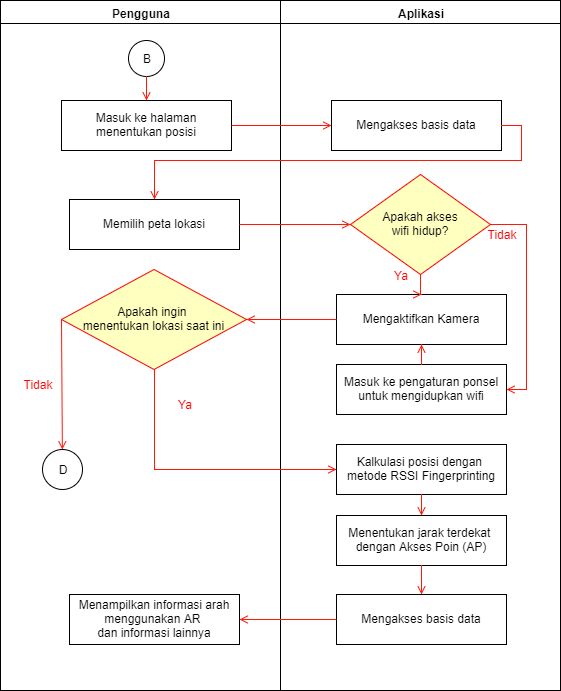 Pengguna
Aplikasi
B
Masuk ke halaman
menentukan posisi
Mengakses basis data
Memilih peta lokasi
Apakah akses
wifi hidup?
Tidak
Ya
Mengaktifkan Kamera
Apakah ingin
menentukan lokasi saat ini
Masuk ke pengaturan ponsel
untuk mengidupkan wifi
Tidak
Ya
D
Kalkulasi posisi dengan
metode RSSI Fingerprinting
Menentukan jarak terdekat
dengan Akses Poin (AP)
Mengakses basis data
Menampilkan informasi arah
menggunakan AR
dan informasi lainnya